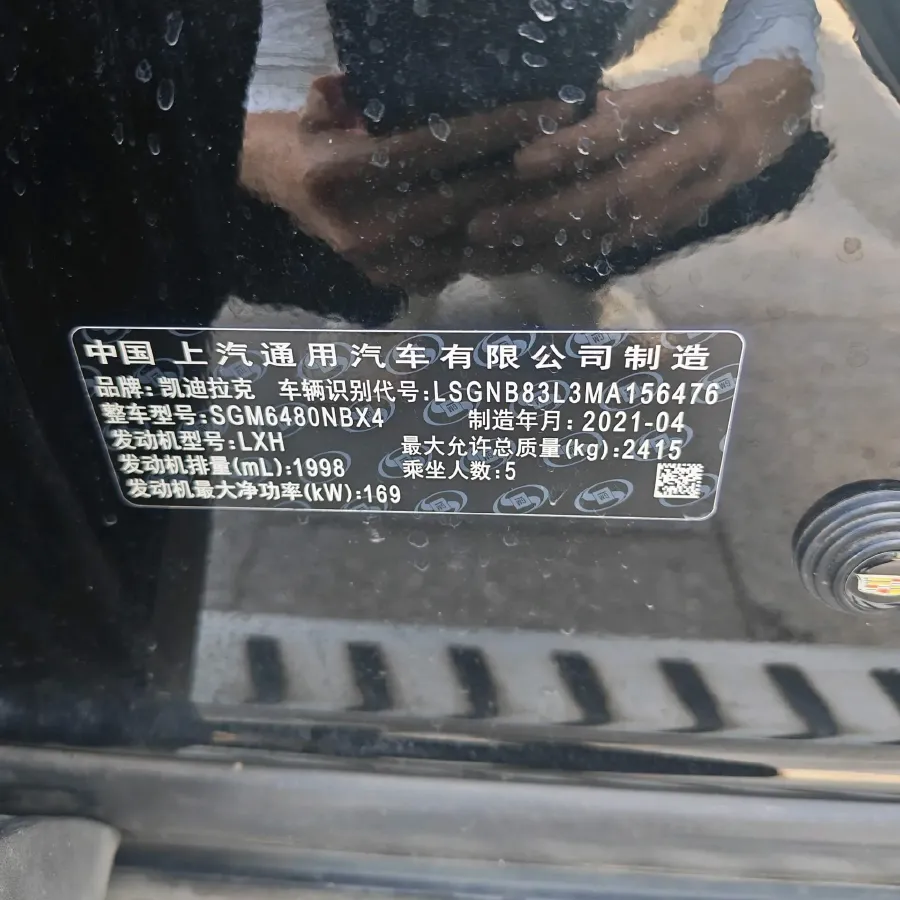 中国 上汽通用汽车有限公司制造
品牌: 凯迪拉克 车辆识别代号:LSGNB83L3MA156476
整车型号:SGM6480NBX4 制造年月:2021-04
发动机型号:LXH 最大允许总质量(kg):2415
发动机排量(mL):1998 乘坐人数:5
发动机最大净功率(kW):169